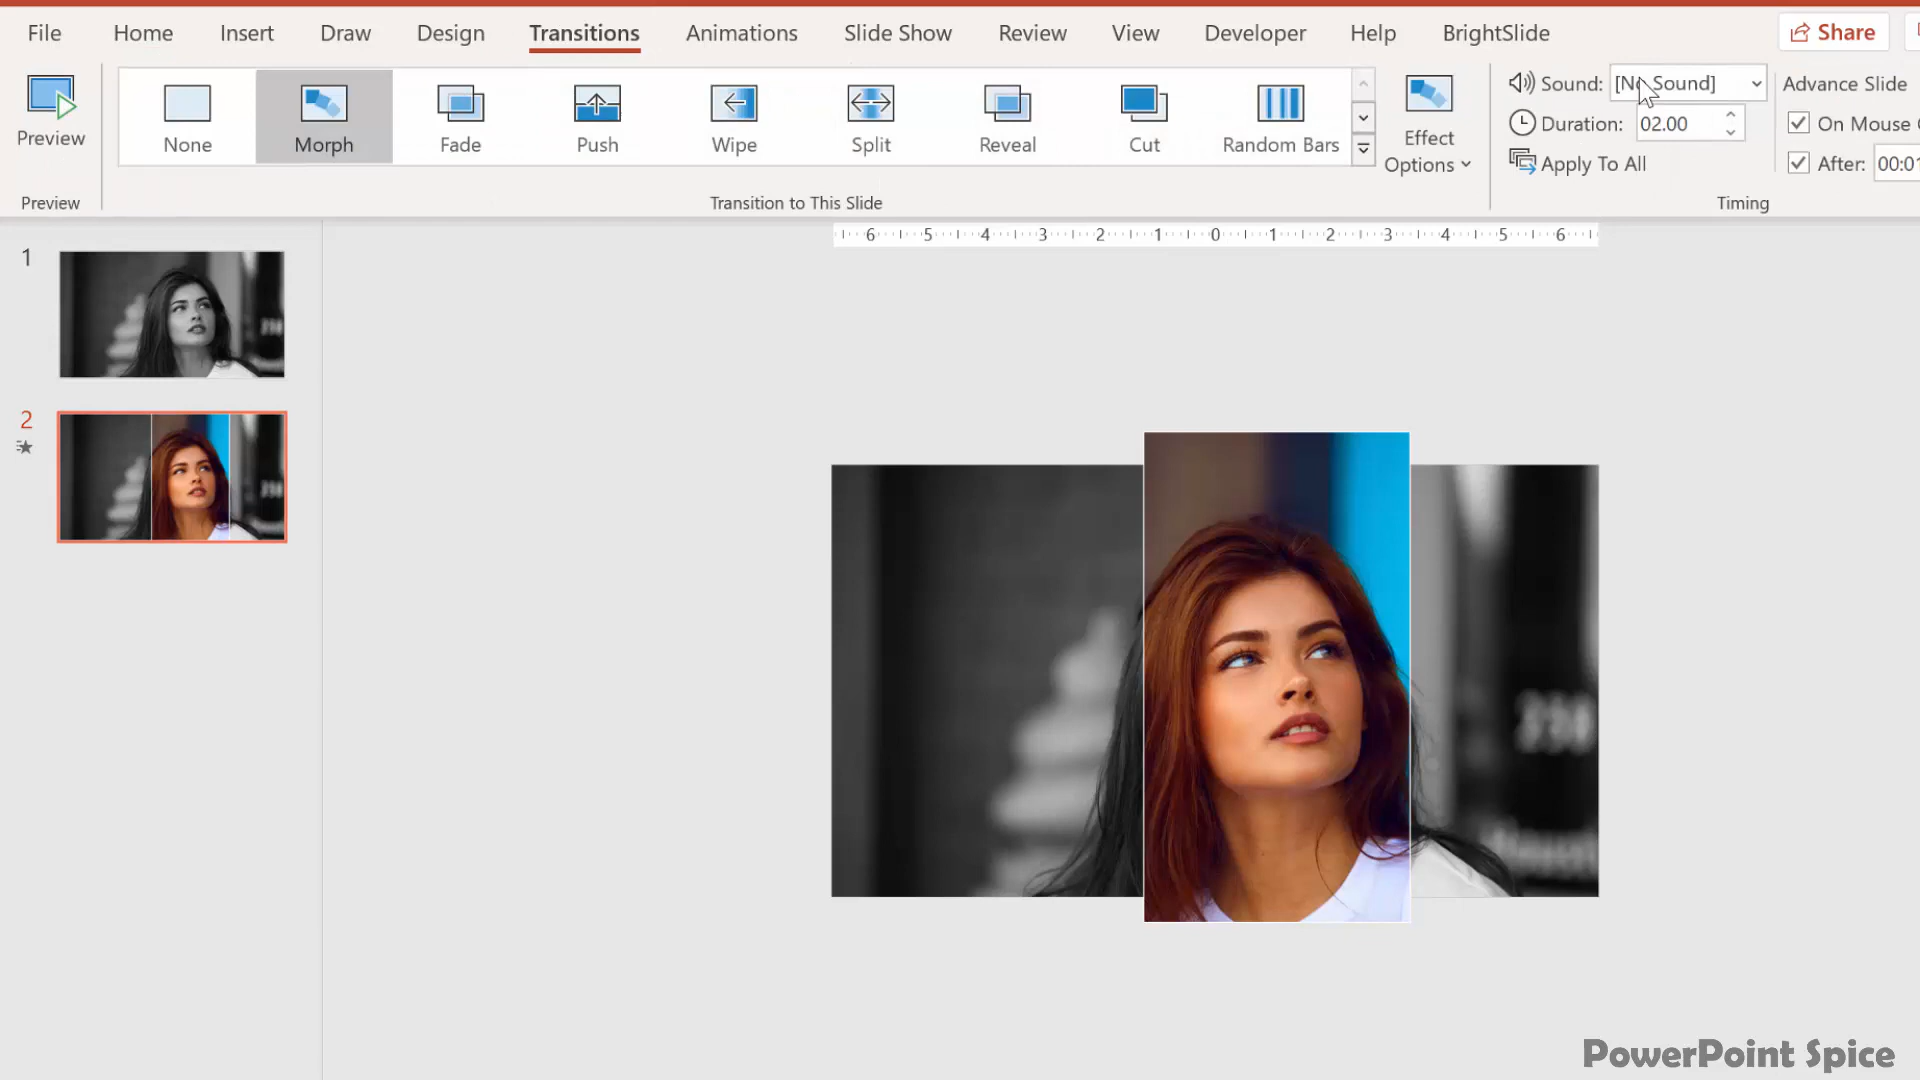 File Home Insert Draw Design Transitions Animations Slide Show Review View Developer Help BrightSlide Share
Preview
None Morph Fade Push Wipe Split Reveal Cut Random Bars
Effect
Options
Sound: [No Sound]
Duration: 02.00
Apply To All
Advance Slide
On Mouse
After: 00:01
Preview Transition to This Slide Timing
6 5 4 3 2 1 0 1 2 3 4 5 6
1
2
PowerPoint Spice